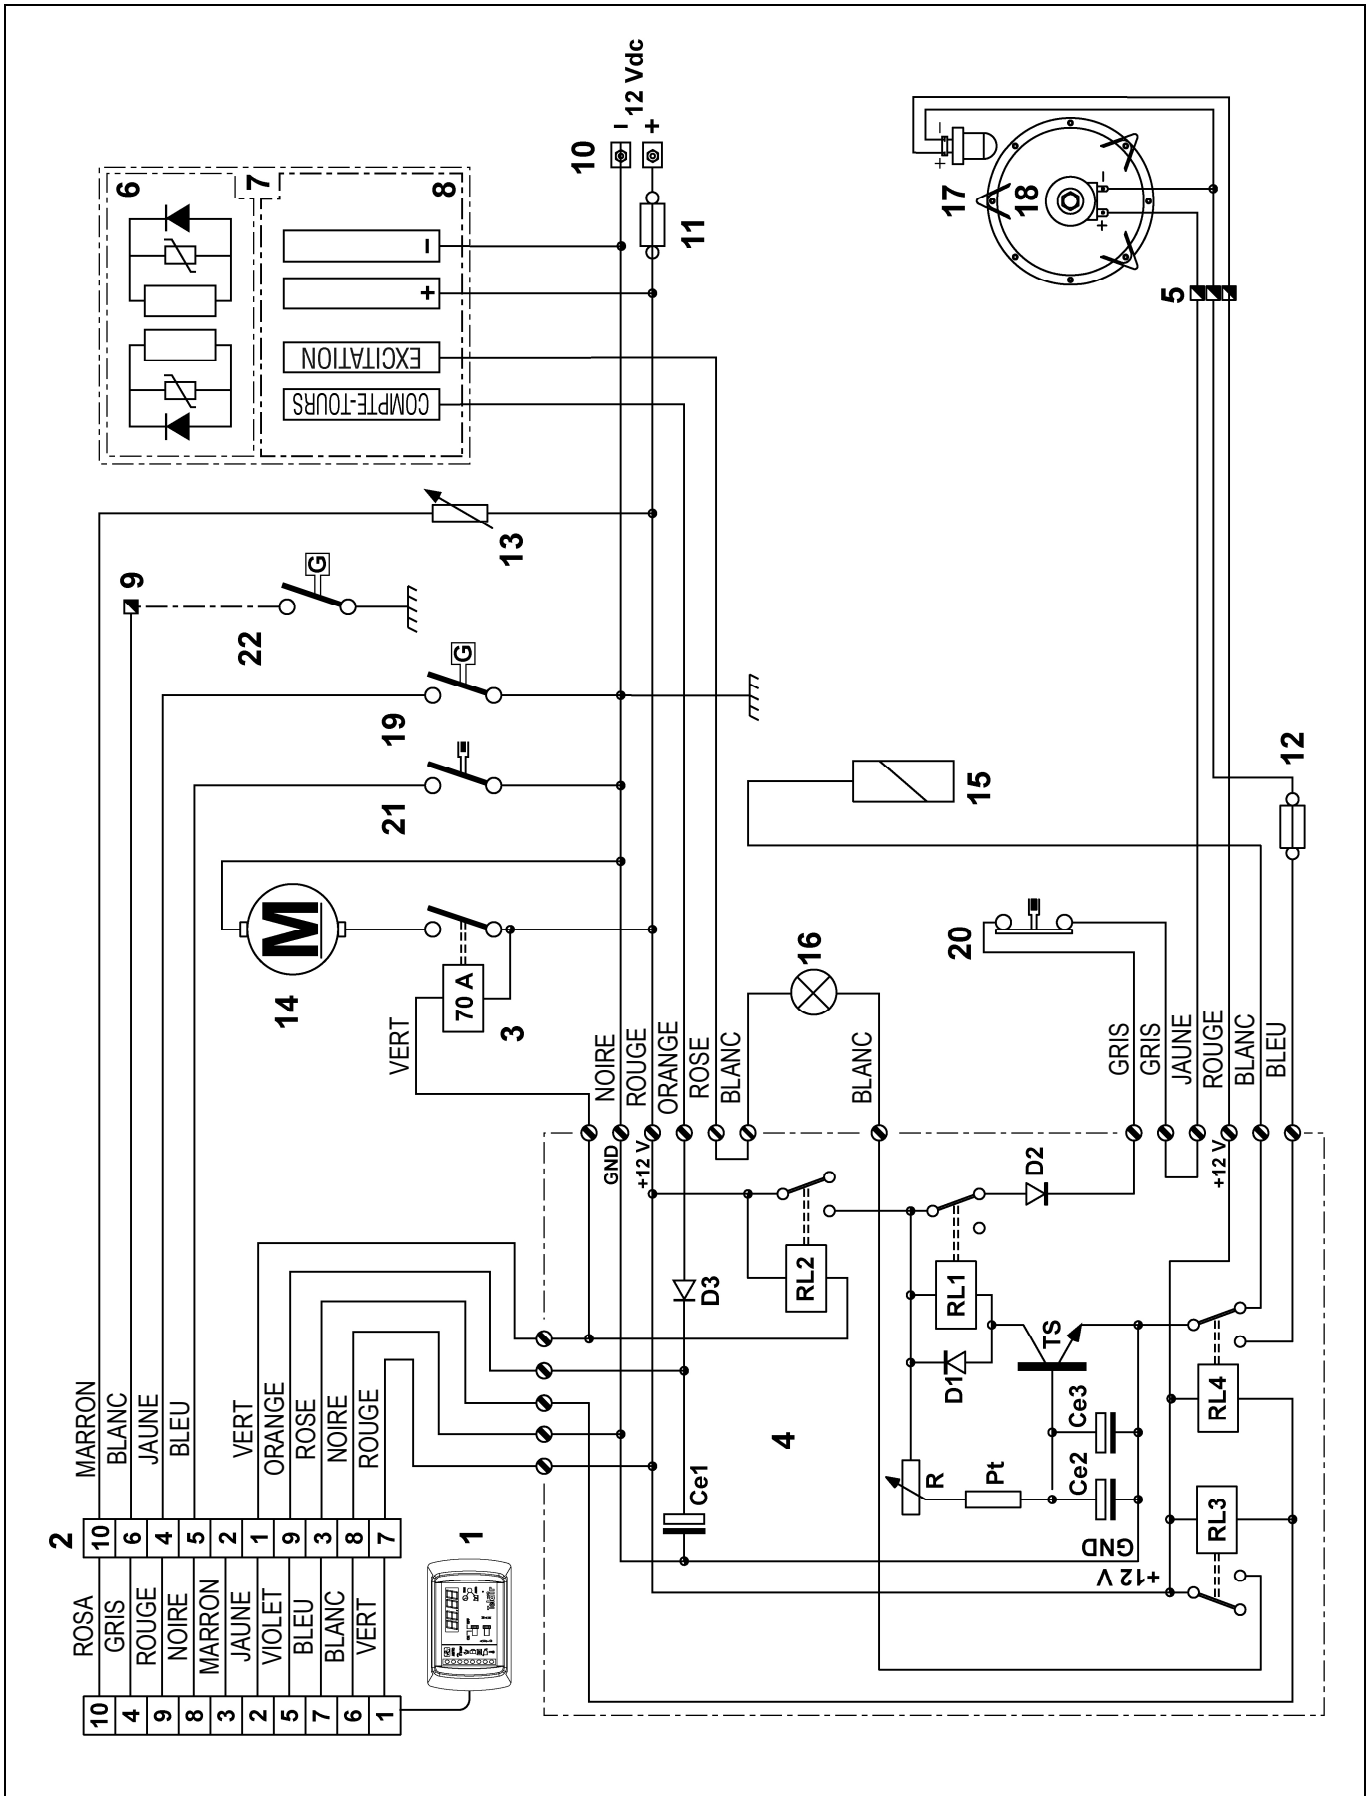 6
7
8
–
+
EXCITATION
COMPTE-TOURS
10
–
+
12 Vdc
11
17
18
–
+
–
+
5
13
9
G
22
G
19
21
M
14
70 A
3
VERT
15
12
16
20
NOIRE
ROUGE
ORANGE
ROSE
BLANC
BLANC
GRIS
GRIS
JAUNE
ROUGE
BLANC
BLEU
GND
+12 V
+12 V
D2
RL2
RL1
D3
D1
TS
4
R
Pt
Ce1
Ce2
Ce3
RL4
RL3
GND
+12 V
MARRON
BLANC
JAUNE
BLEU
VERT
ORANGE
ROSE
NOIRE
ROUGE
2
10
6
4
5
2
1
9
3
8
7
ROSA
GRIS
ROUGE
NOIRE
MARRON
JAUNE
VIOLET
BLEU
BLANC
VERT
10
4
9
8
3
2
5
7
6
1
1